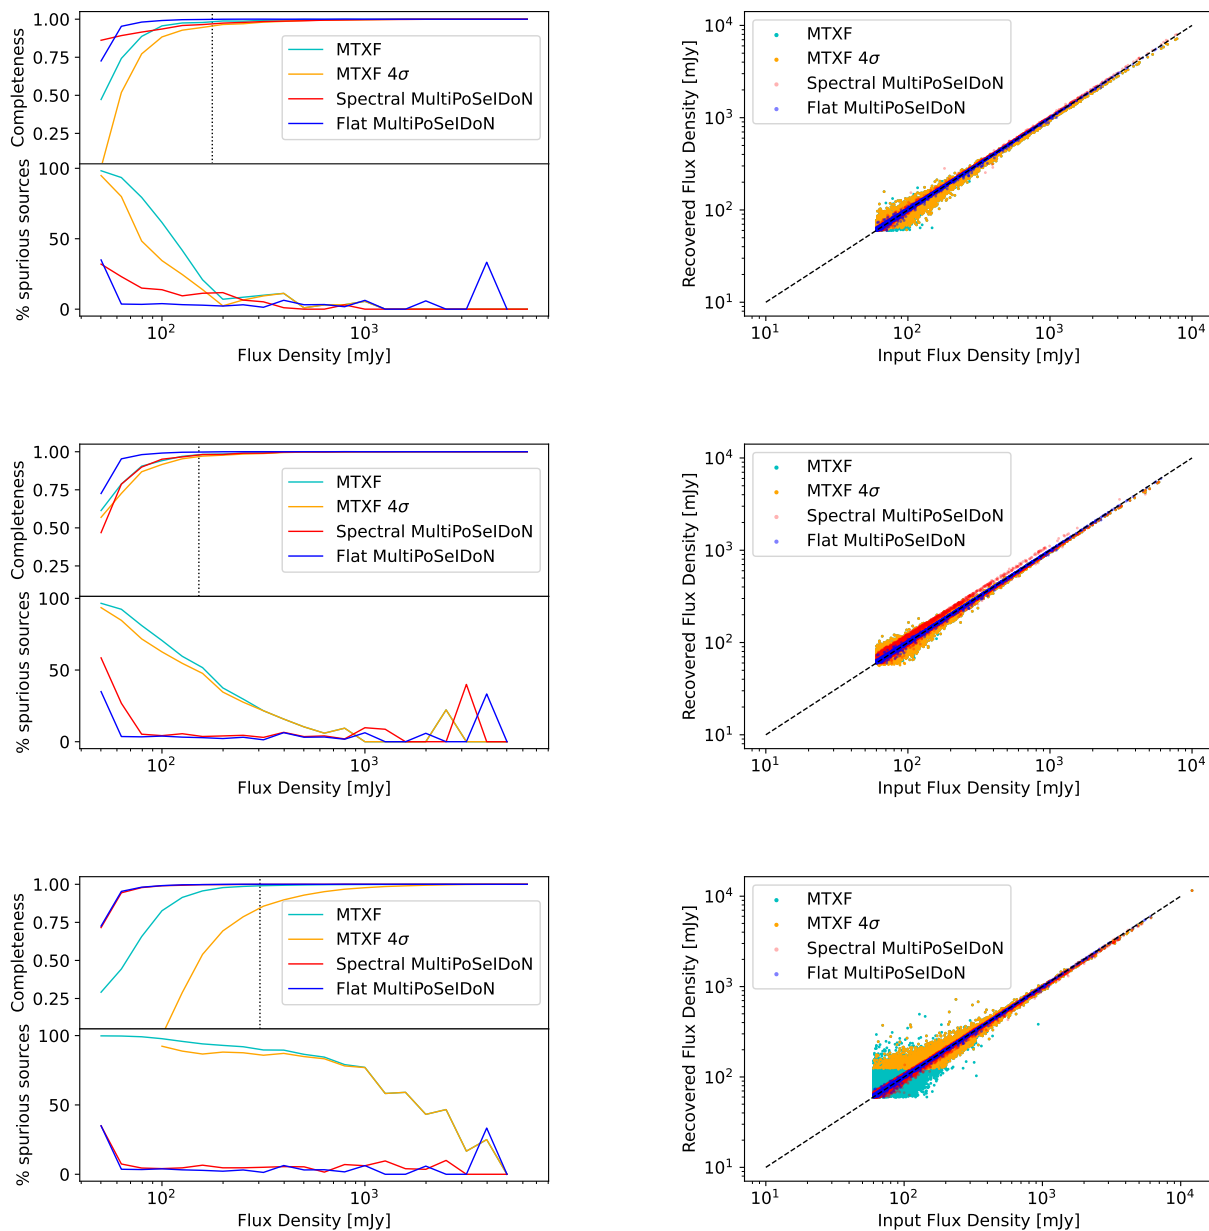 1.00
0.75
0.50
0.25
Completeness
MTXF
MTXF 4σ
Spectral MultiPoSeIDoN
Flat MultiPoSeIDoN
100
50
0
% spurious sources
10²
10³
Flux Density [mJy]
10⁴
10³
10²
10¹
Recovered Flux Density [mJy]
MTXF
MTXF 4σ
Spectral MultiPoSeIDoN
Flat MultiPoSeIDoN
10¹
10²
10³
10⁴
Input Flux Density [mJy]
1.00
0.75
0.50
0.25
Completeness
MTXF
MTXF 4σ
Spectral MultiPoSeIDoN
Flat MultiPoSeIDoN
100
50
0
% spurious sources
10²
10³
Flux Density [mJy]
10⁴
10³
10²
10¹
Recovered Flux Density [mJy]
MTXF
MTXF 4σ
Spectral MultiPoSeIDoN
Flat MultiPoSeIDoN
10¹
10²
10³
10⁴
Input Flux Density [mJy]
1.00
0.75
0.50
0.25
Completeness
MTXF
MTXF 4σ
Spectral MultiPoSeIDoN
Flat MultiPoSeIDoN
100
50
0
% spurious sources
10²
10³
Flux Density [mJy]
10⁴
10³
10²
10¹
Recovered Flux Density [mJy]
MTXF
MTXF 4σ
Spectral MultiPoSeIDoN
Flat MultiPoSeIDoN
10¹
10²
10³
10⁴
Input Flux Density [mJy]